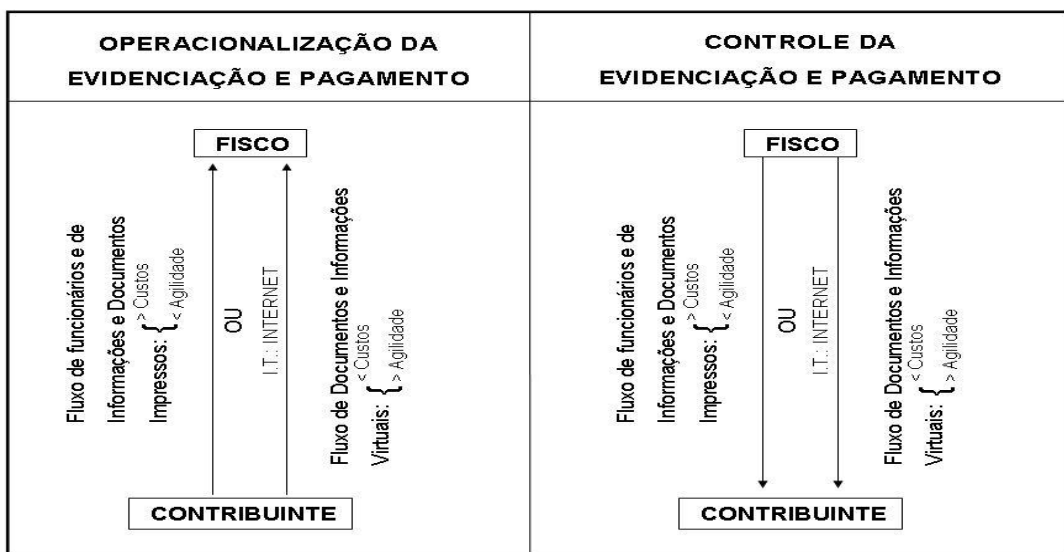 OPERACIONALIZAÇÃO DA
EVIDENCIAÇÃO E PAGAMENTO
FISCO
Fluxo de funcionários e de
Informações e Documentos
Impressos: { > Custos
< Agilidade
OU
I.T.: INTERNET
Fluxo de Documentos e Informações
Virtuais: { < Custos
> Agilidade
CONTRIBUINTE
CONTROLE DA
EVIDENCIAÇÃO E PAGAMENTO
FISCO
Fluxo de funcionários e de
Informações e Documentos
Impressos: { > Custos
< Agilidade
OU
I.T.: INTERNET
Fluxo de Documentos e Informações
Virtuais: { < Custos
> Agilidade
CONTRIBUINTE